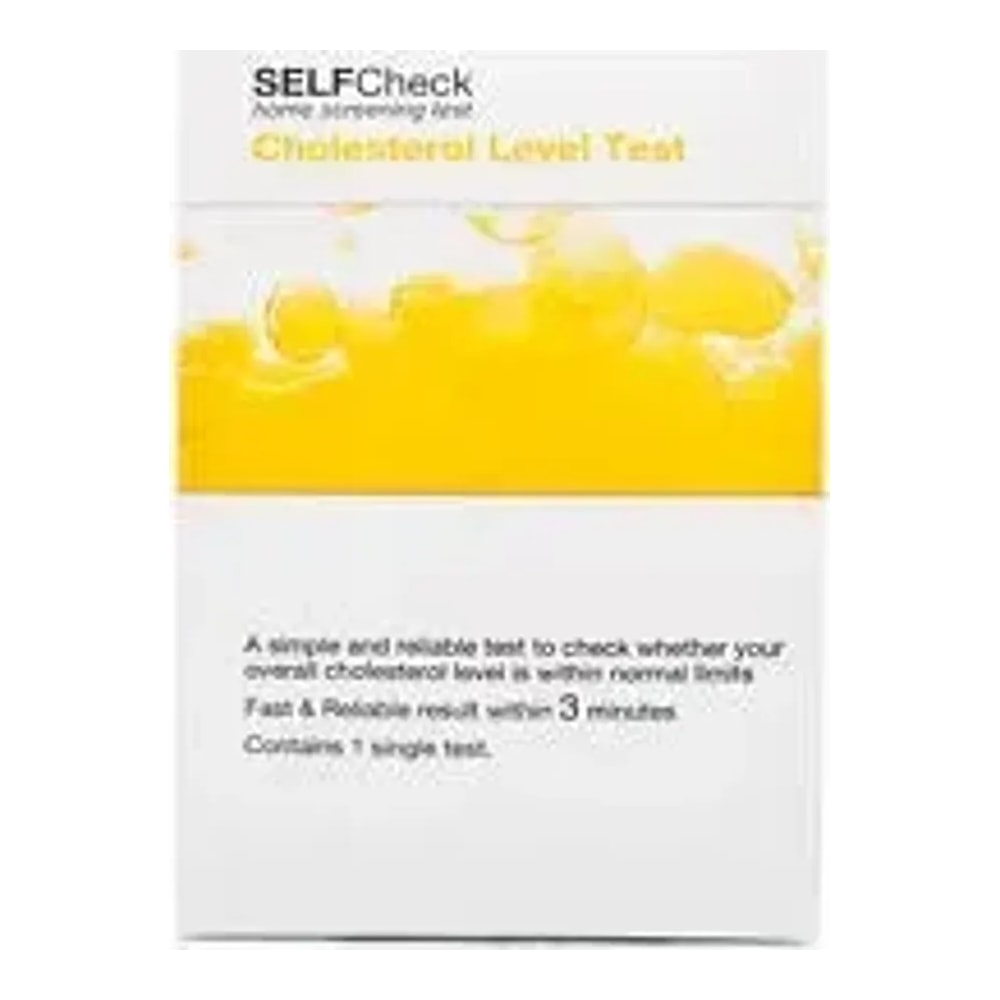 SELFCheck
home screening test
Cholesterol Level Test
A simple and reliable test to check whether your
overall cholesterol level is within normal limits
Fast & Reliable result within 3 minutes
Contains 1 single test.